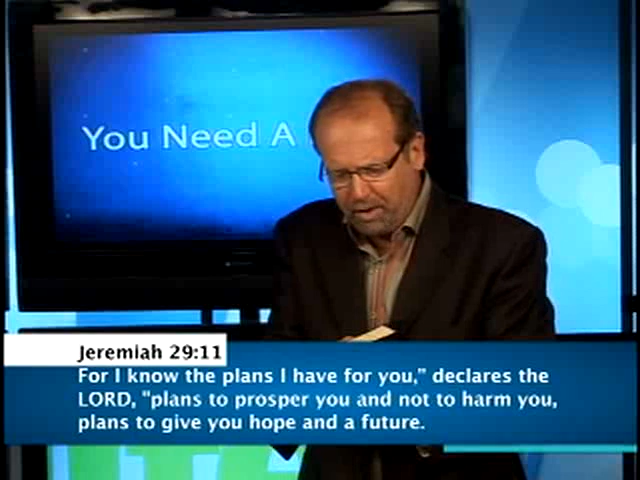 You Need A
Jeremiah 29:11
For I know the plans I have for you," declares the
LORD, "plans to prosper you and not to harm you,
plans to give you hope and a future.